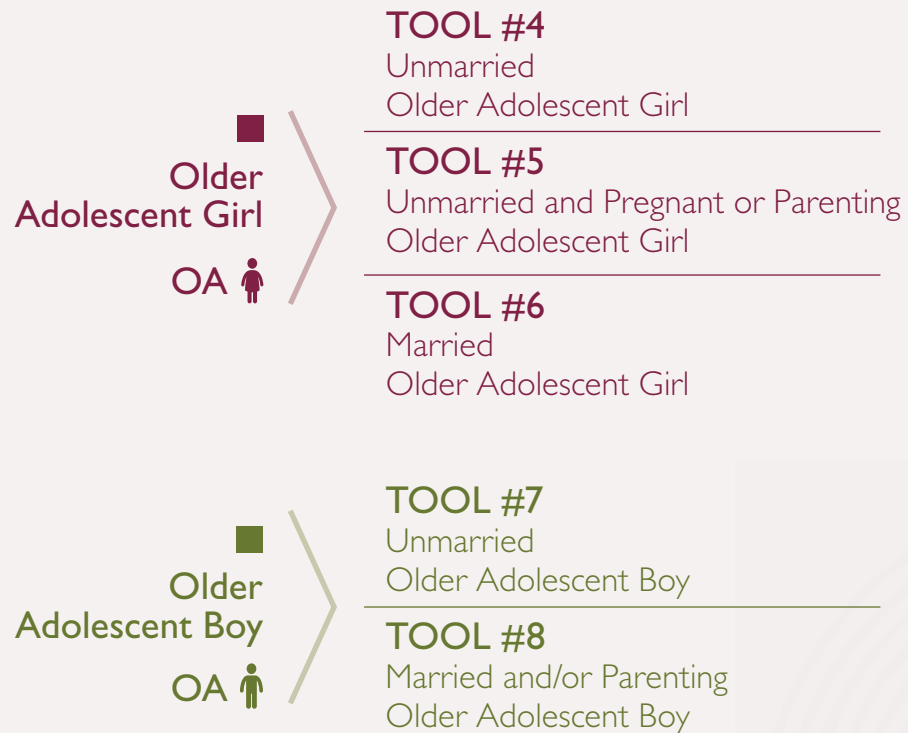 Older
Adolescent Girl
OA
TOOL #4
Unmarried
Older Adolescent Girl
TOOL #5
Unmarried and Pregnant or Parenting
Older Adolescent Girl
TOOL #6
Married
Older Adolescent Girl
Older
Adolescent Boy
OA
TOOL #7
Unmarried
Older Adolescent Boy
TOOL #8
Married and/or Parenting
Older Adolescent Boy